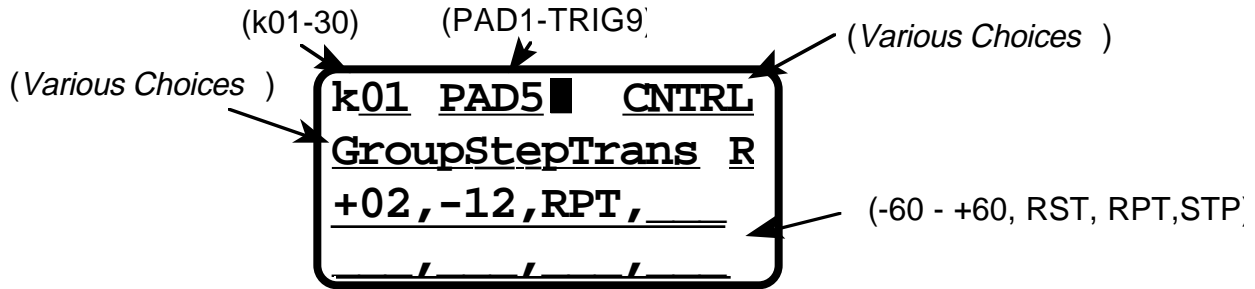 (k01-30) (PAD1-TRIG9)
(Various Choices )
(Various Choices )
k01 PAD5 CNTRL
GroupStepTrans R
+02,-12,RPT,___
(-60 - +60, RST, RPT,STP)
___,___,___,___